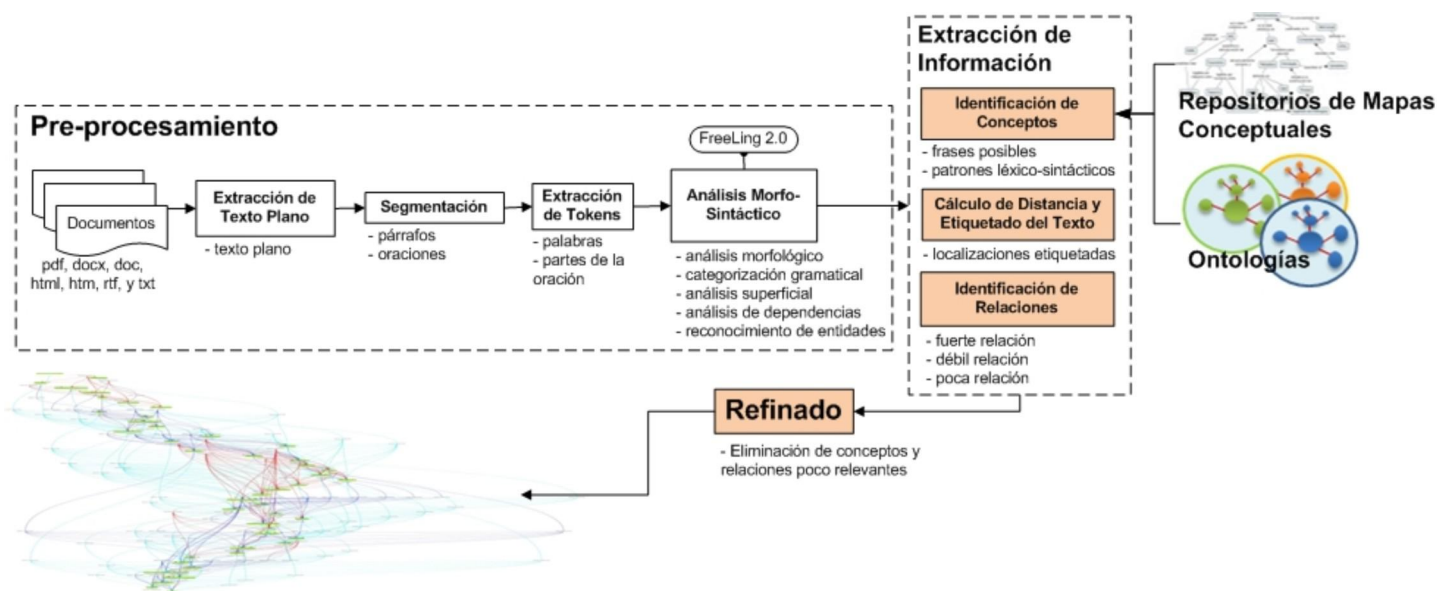 Pre-procesamiento
Documentos
pdf, docx, doc,
html, htm, rtf, y txt
Extracción de
Texto Plano
- texto plano
Segmentación
- párrafos
- oraciones
Extracción
de Tokens
- palabras
- partes de la
oración
FreeLing 2.0
Análisis Morfo-
Sintáctico
- análisis morfológico
- categorización gramatical
- análisis superficial
- análisis de dependencias
- reconocimiento de entidades
Extracción de
Información
Identificación de
Conceptos
- frases posibles
- patrones léxico-sintácticos
Cálculo de Distancia y
Etiquetado del Texto
- localizaciones etiquetadas
Identificación de
Relaciones
- fuerte relación
- débil relación
- poca relación
Repositorios de Mapas
Conceptuales
Ontologías
Refinado
- Eliminación de conceptos y
relaciones poco relevantes